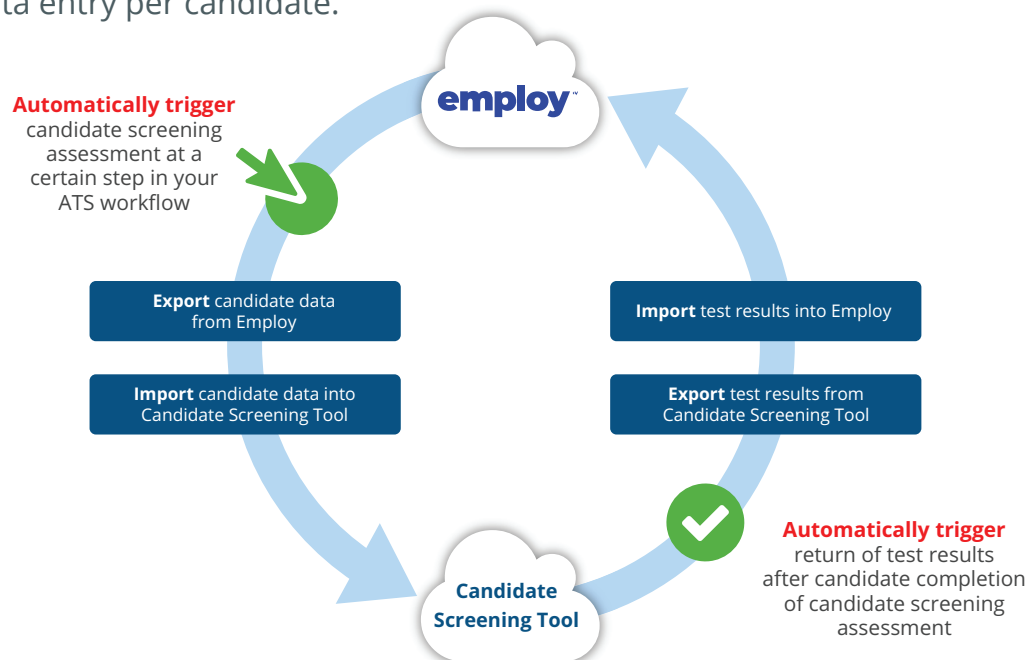 ta entry per candidate.
employ™
Automatically trigger
candidate screening
assessment at a
certain step in your
ATS workflow
Export candidate data
from Employ
Import candidate data into
Candidate Screening Tool
Import test results into Employ
Export test results from
Candidate Screening Tool
Candidate
Screening Tool
Automatically trigger
return of test results
after candidate completion
of candidate screening
assessment